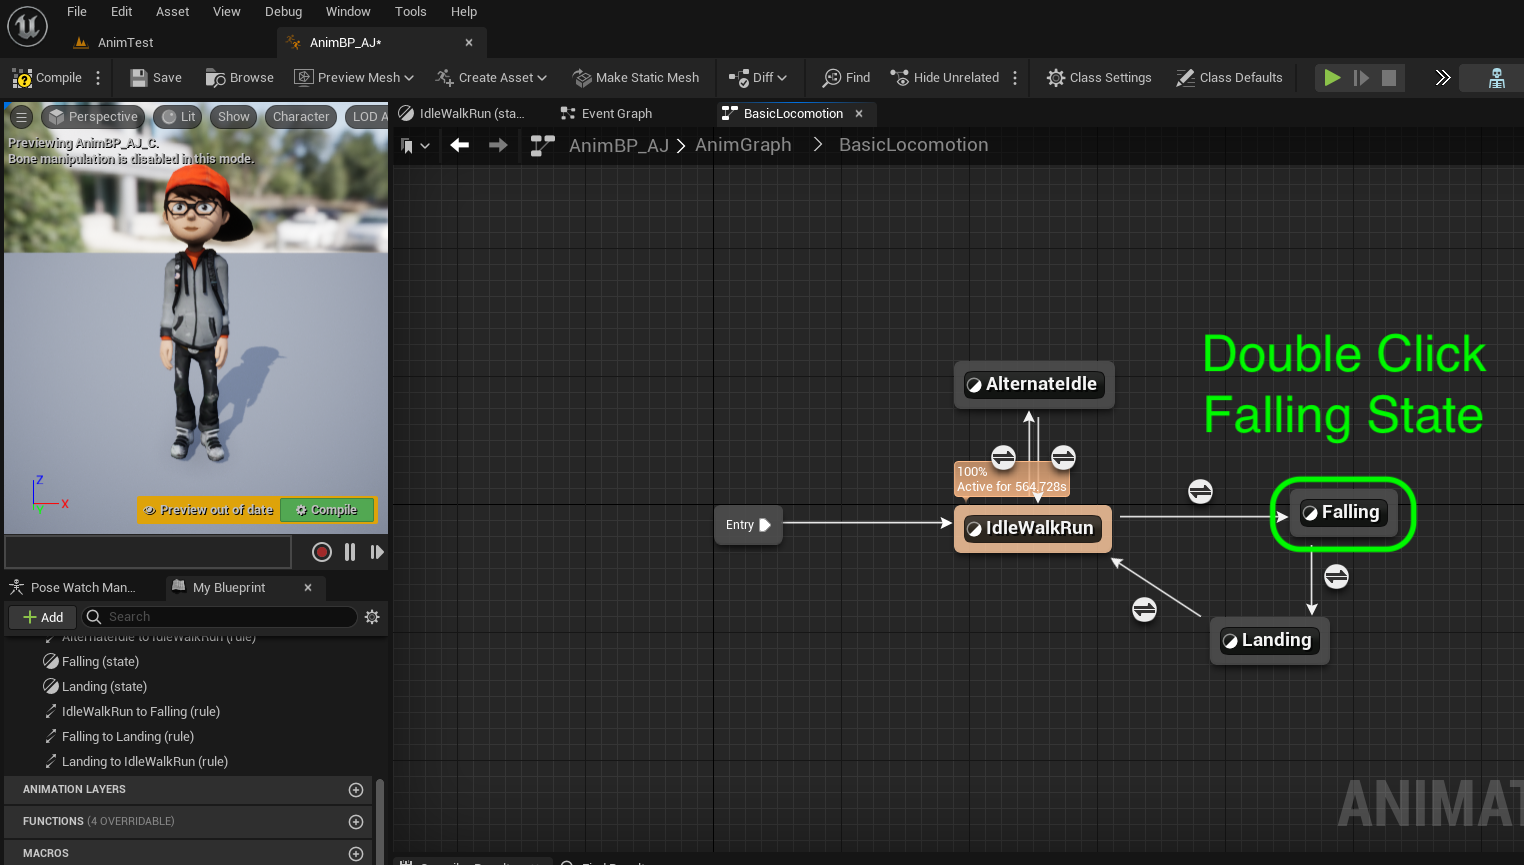 File Edit Asset View Debug Window Tools Help
AnimTest AnimBP_AJ*
Compile Save Browse Preview Mesh Create Asset Make Static Mesh Diff Find Hide Unrelated Class Settings Class Defaults
Perspective Lit Show Character LOD A
Previewing AnimBP_AJ_C.
Bone manipulation is disabled in this mode.
Z
X
Y
Preview out of date Compile
Pose Watch Man... My Blueprint
Add Search
AlternateIdle to IdleWalkRun (rule)
Falling (state)
Landing (state)
IdleWalkRun to Falling (rule)
Falling to Landing (rule)
Landing to IdleWalkRun (rule)
ANIMATION LAYERS
FUNCTIONS (4 OVERRIDABLE)
MACROS
IdleWalkRun (sta... Event Graph BasicLocomotion
AnimBP_AJ > AnimGraph > BasicLocomotion
Double Click
Falling State
AlternateIdle
100%
Active for 564.728s
Entry
IdleWalkRun
Falling
Landing
ANIMAT